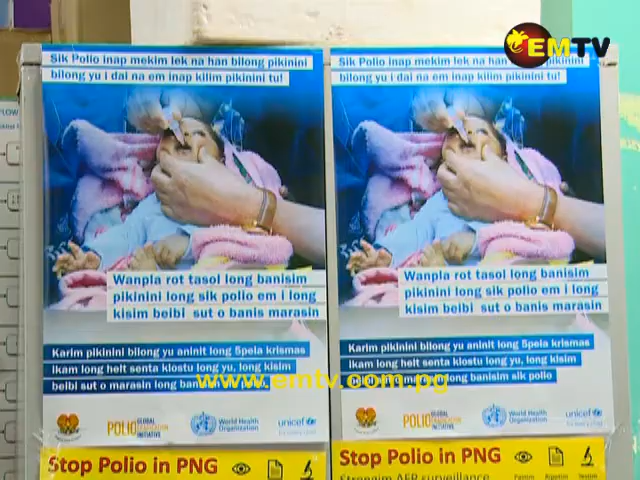 EMTV
Sik Polio inap mekim lek na han bilong pikinini
bilong yu i dai na em inap kilim pikinini tu!
Wanpla rot tasol long banisim
pikinini long sik polio em i long
kisim beibi sut o banis marasin
Karim pikinini bilong yu aninit long 5pela krismas
ikam long helt senta klostu long yu, long kisim
beibi sut o marasin long banisim
POLIO GLOBAL ERADICATION INITIATIVE
World Health Organization
unicef
Stop Polio in PNG
Sik Polio inap mekim lek na han pikinini
bilong yu i dai na em inap kilim pikinini tu!
Wanpla rot tasol long banisim
pikinini long sik polio em i long
kisim beibi sut o banis marasin
Karim pikinini bilong yu aninit long 5pela krismas
ikam long helt senta klostu long yu, long kisim
beibi sut o marasin long banisim sik polio
POLIO GLOBAL ERADICATION INITIATIVE
World Health Organization
unicef
Stop Polio in PNG
Strongim AFP surveillance
www.emtv.com.pg